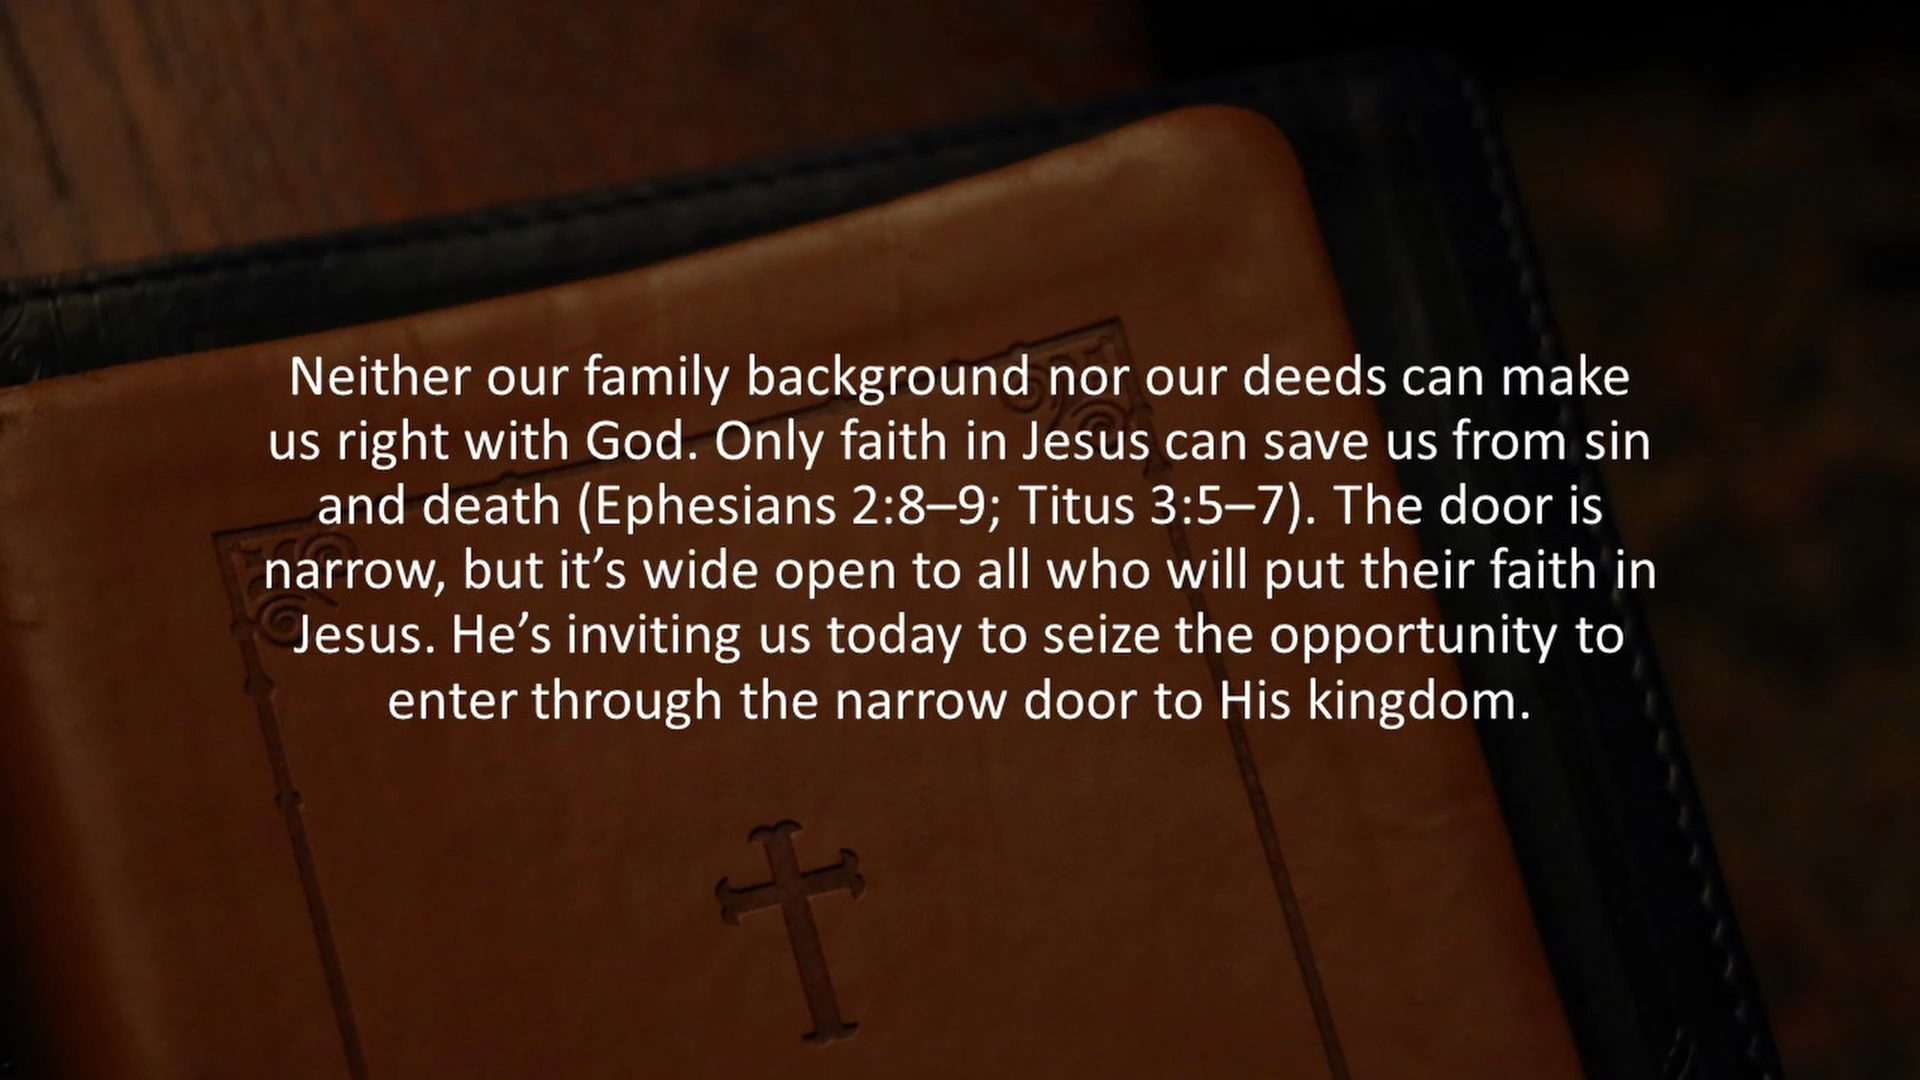 Neither our family background nor our deeds can make
us right with God. Only faith in Jesus can save us from sin
and death (Ephesians 2:8–9; Titus 3:5–7). The door is
narrow, but it’s wide open to all who will put their faith in
Jesus. He’s inviting us today to seize the opportunity to
enter through the narrow door to His kingdom.